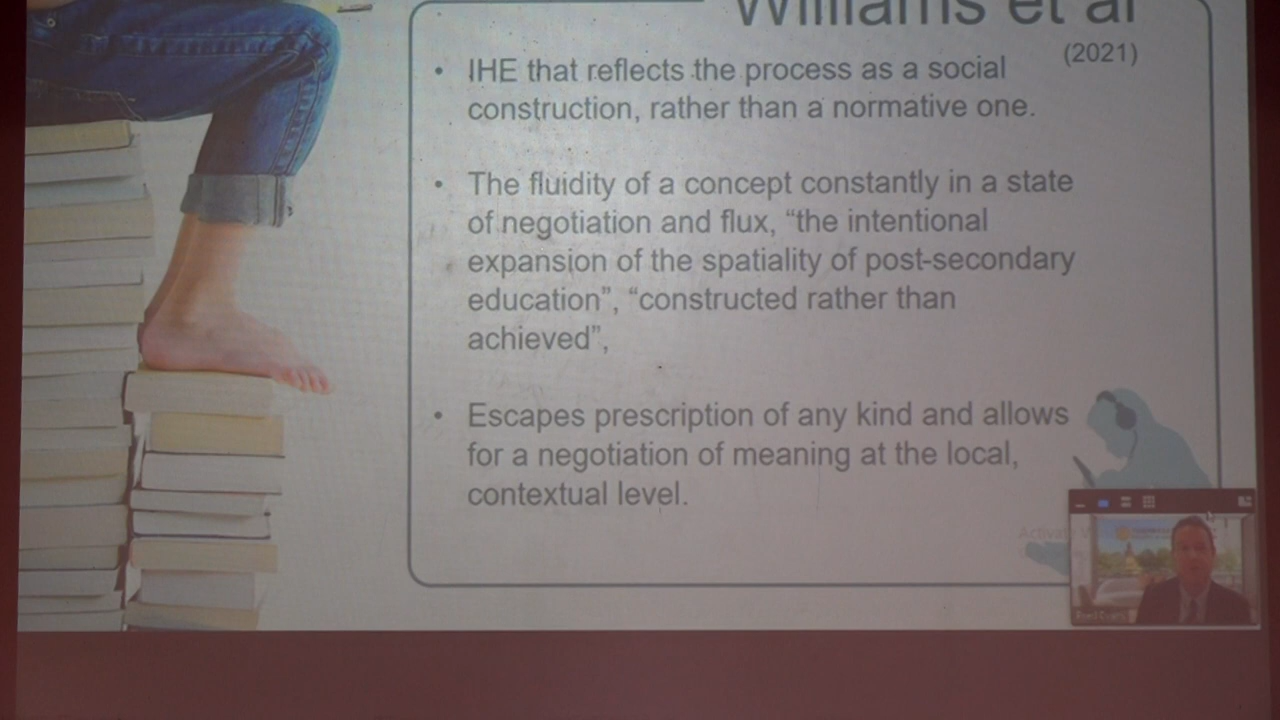 Williams et al
(2021)
• IHE that reflects the process as a social
construction, rather than a normative one.
• The fluidity of a concept constantly in a state
of negotiation and flux, “the intentional
expansion of the spatiality of post-secondary
education”, “constructed rather than
achieved”,
• Escapes prescription of any kind and allows
for a negotiation of meaning at the local,
contextual level.